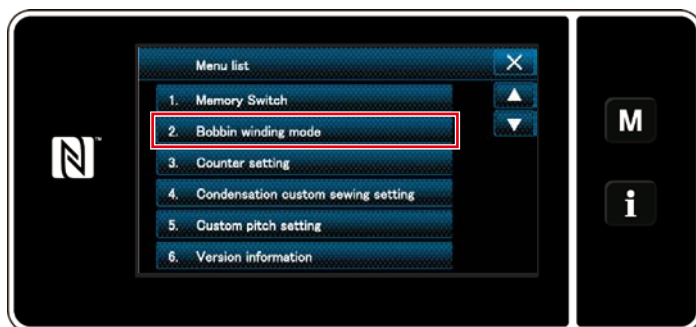 Menu list
1. Memory Switch
2. Bobbin winding mode
3. Counter setting
4. Condensation custom sewing setting
5. Custom pitch setting
6. Version information
M
i
N
™